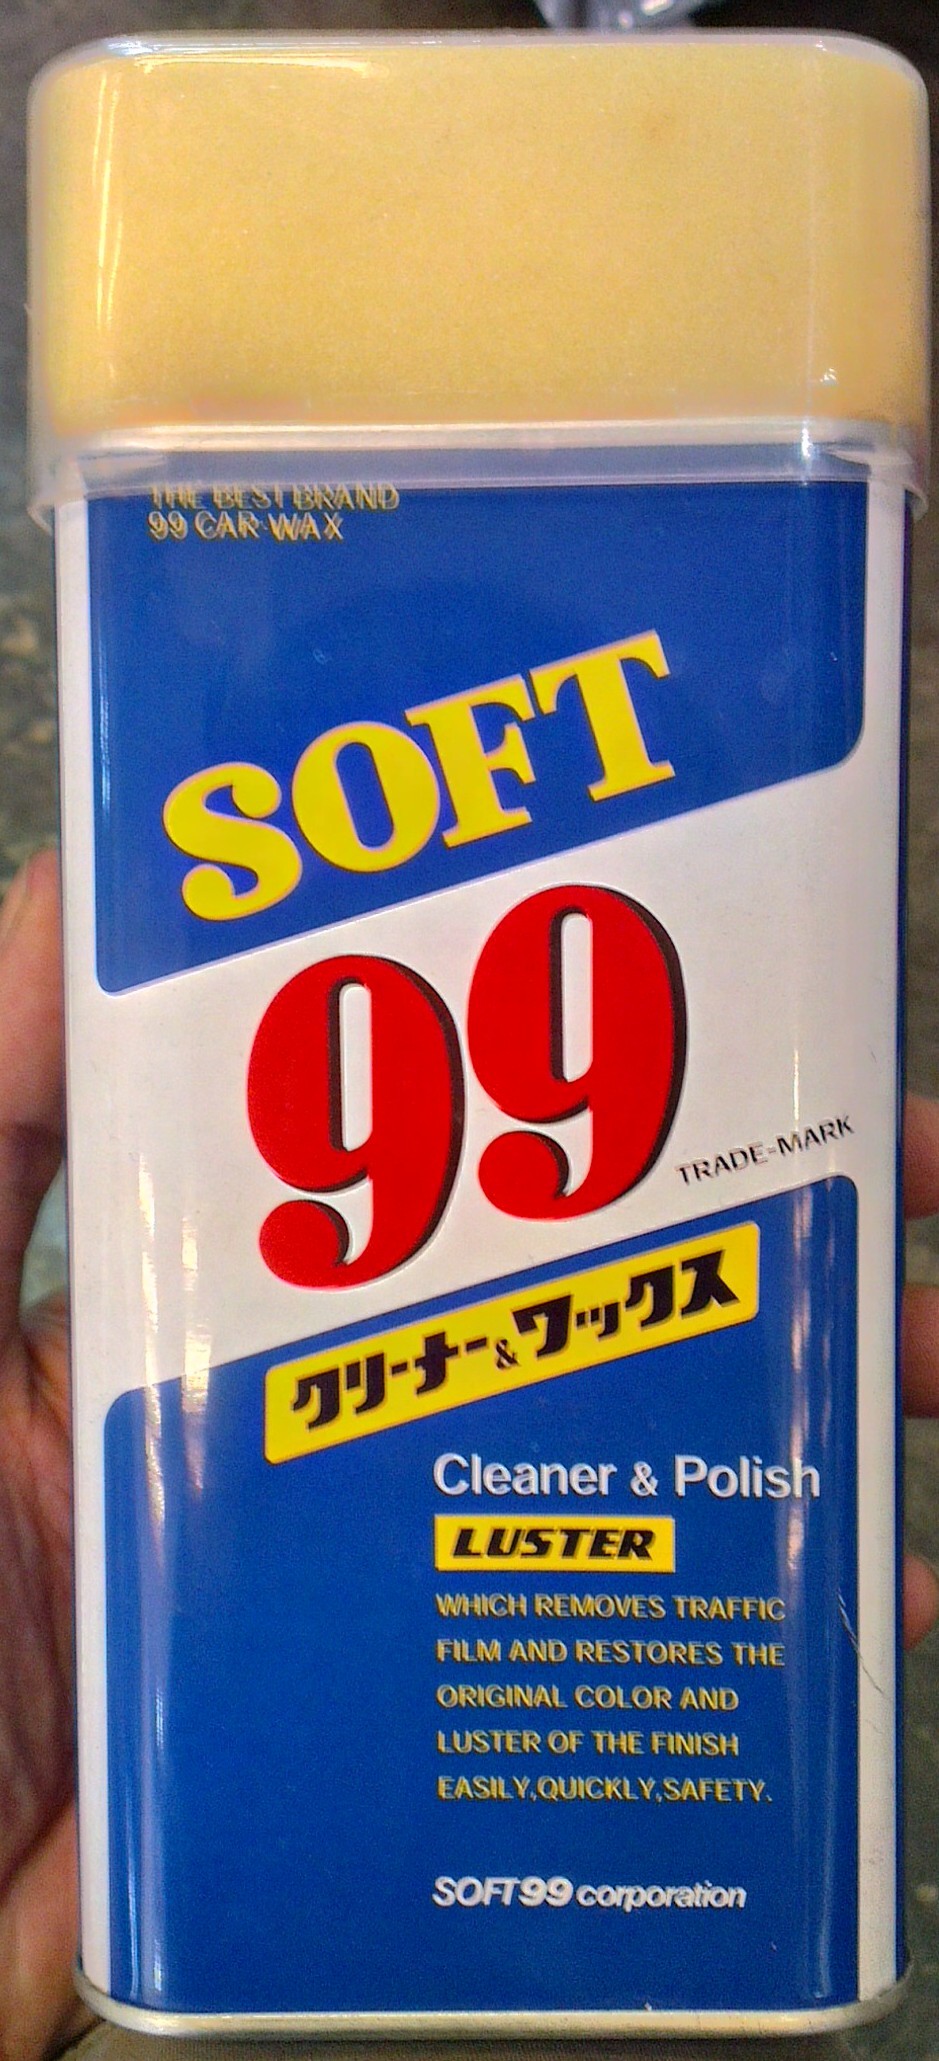 THE BEST BRAND
99 CAR WAX
SOFT
99
TRADE-MARK
クリーナー&ワックス
Cleaner & Polish
LUSTER
WHICH REMOVES TRAFFIC
FILM AND RESTORES THE
ORIGINAL COLOR AND
LUSTER OF THE FINISH
EASILY,QUICKLY,SAFETY.
SOFT99 corporation